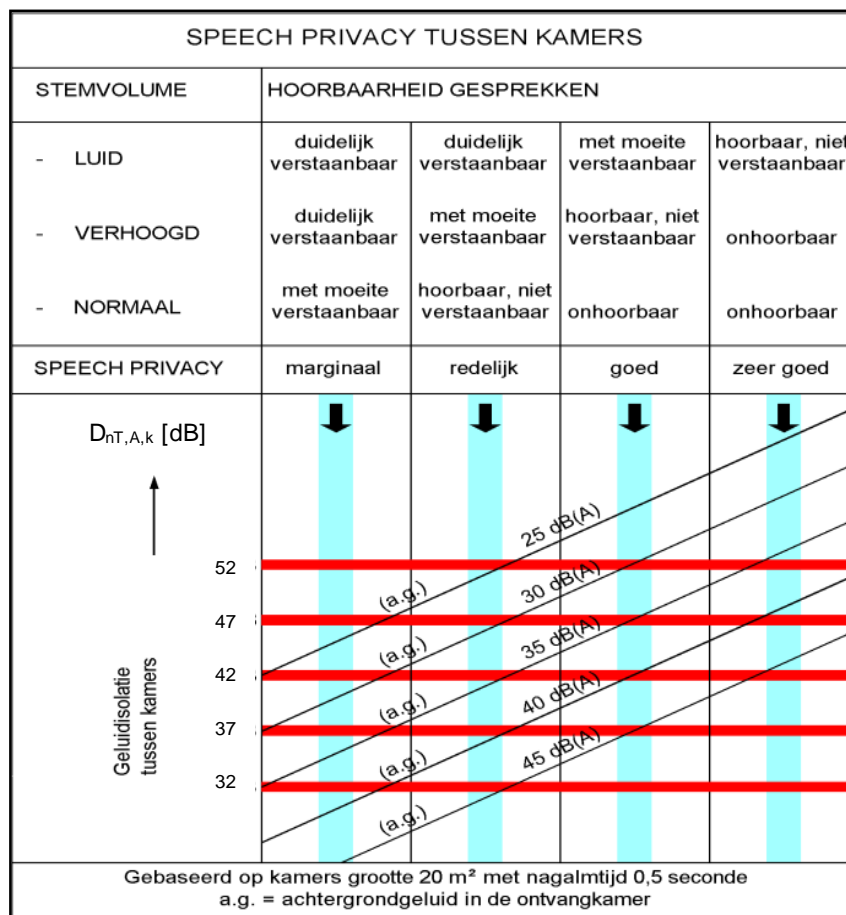 SPEECH PRIVACY TUSSEN KAMERS
STEMVOLUME
HOORBAARHEID GESPREKKEN
- LUID
duidelijk
verstaanbaar
duidelijk
verstaanbaar
met moeite
verstaanbaar
hoorbaar, niet
verstaanbaar
- VERHOOGD
duidelijk
verstaanbaar
met moeite
verstaanbaar
hoorbaar, niet
verstaanbaar
onhoorbaar
- NORMAAL
met moeite
verstaanbaar
hoorbaar, niet
verstaanbaar
onhoorbaar
onhoorbaar
SPEECH PRIVACY
marginaal
redelijk
goed
zeer goed
DnT,A,k [dB]
52
47
42
37
32
Geluidisolatie
tussen kamers
(a.g.) 25 dB(A)
(a.g.) 30 dB(A)
(a.g.) 35 dB(A)
(a.g.) 40 dB(A)
(a.g.) 45 dB(A)
Gebaseerd op kamers grootte 20 m² met nagalmtijd 0,5 seconde
a.g. = achtergrondgeluid in de ontvangkamer